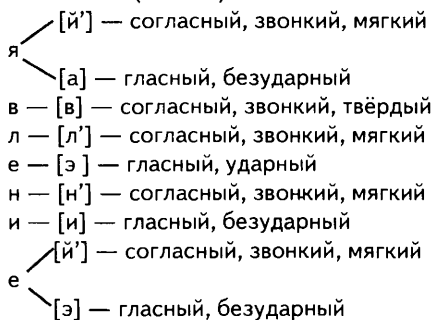 [й'] — согласный, звонкий, мягкий
я
[а] — гласный, безударный
в — [в] — согласный, звонкий, твёрдый
л — [л'] — согласный, звонкий, мягкий
е — [э ] — гласный, ударный
н — [н'] — согласный, звонкий, мягкий
и — [и] — гласный, безударный
[й'] — согласный, звонкий, мягкий
е
[э] — гласный, безударный